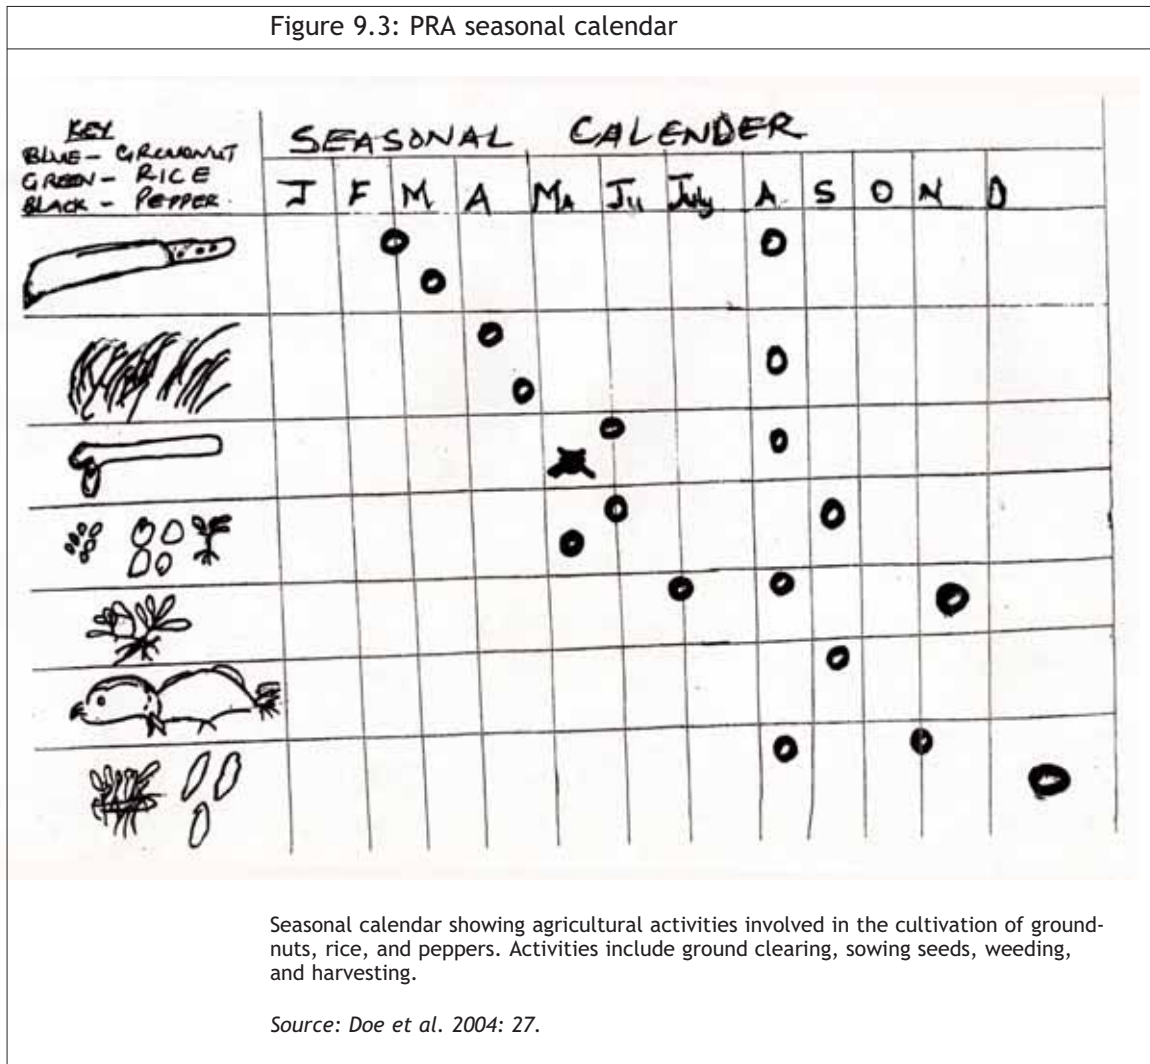 Figure 9.3: PRA seasonal calendar
KEY
BLUE - GROUNDNUT
GREEN - RICE
BLACK - PEPPER.
SEASONAL CALENDER
J F M A Ma Ju July A S O N D
Seasonal calendar showing agricultural activities involved in the cultivation of ground-
nuts, rice, and peppers. Activities include ground clearing, sowing seeds, weeding,
and harvesting.
Source: Doe et al. 2004: 27.